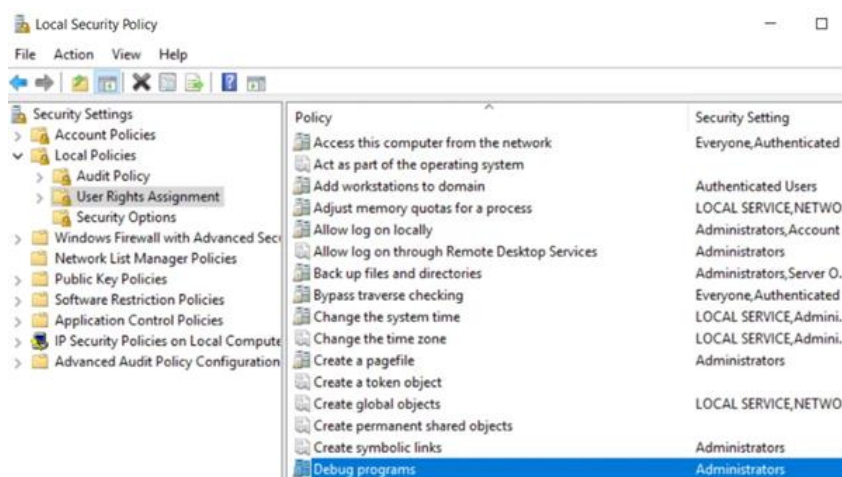 Local Security Policy
File Action View Help
Security Settings
Account Policies
Local Policies
Audit Policy
User Rights Assignment
Security Options
Windows Firewall with Advanced Secu
Network List Manager Policies
Public Key Policies
Software Restriction Policies
Application Control Policies
IP Security Policies on Local Compute
Advanced Audit Policy Configuration
Policy Security Setting
Access this computer from the network Everyone,Authenticated
Act as part of the operating system
Add workstations to domain Authenticated Users
Adjust memory quotas for a process LOCAL SERVICE,NETWO
Allow log on locally Administrators,Account
Allow log on through Remote Desktop Services Administrators
Back up files and directories Administrators,Server O.
Bypass traverse checking Everyone,Authenticated
Change the system time LOCAL SERVICE,Admini.
Change the time zone LOCAL SERVICE,Admini.
Create a pagefile Administrators
Create a token object
Create global objects LOCAL SERVICE,NETWO
Create permanent shared objects
Create symbolic links Administrators
Debug programs Administrators